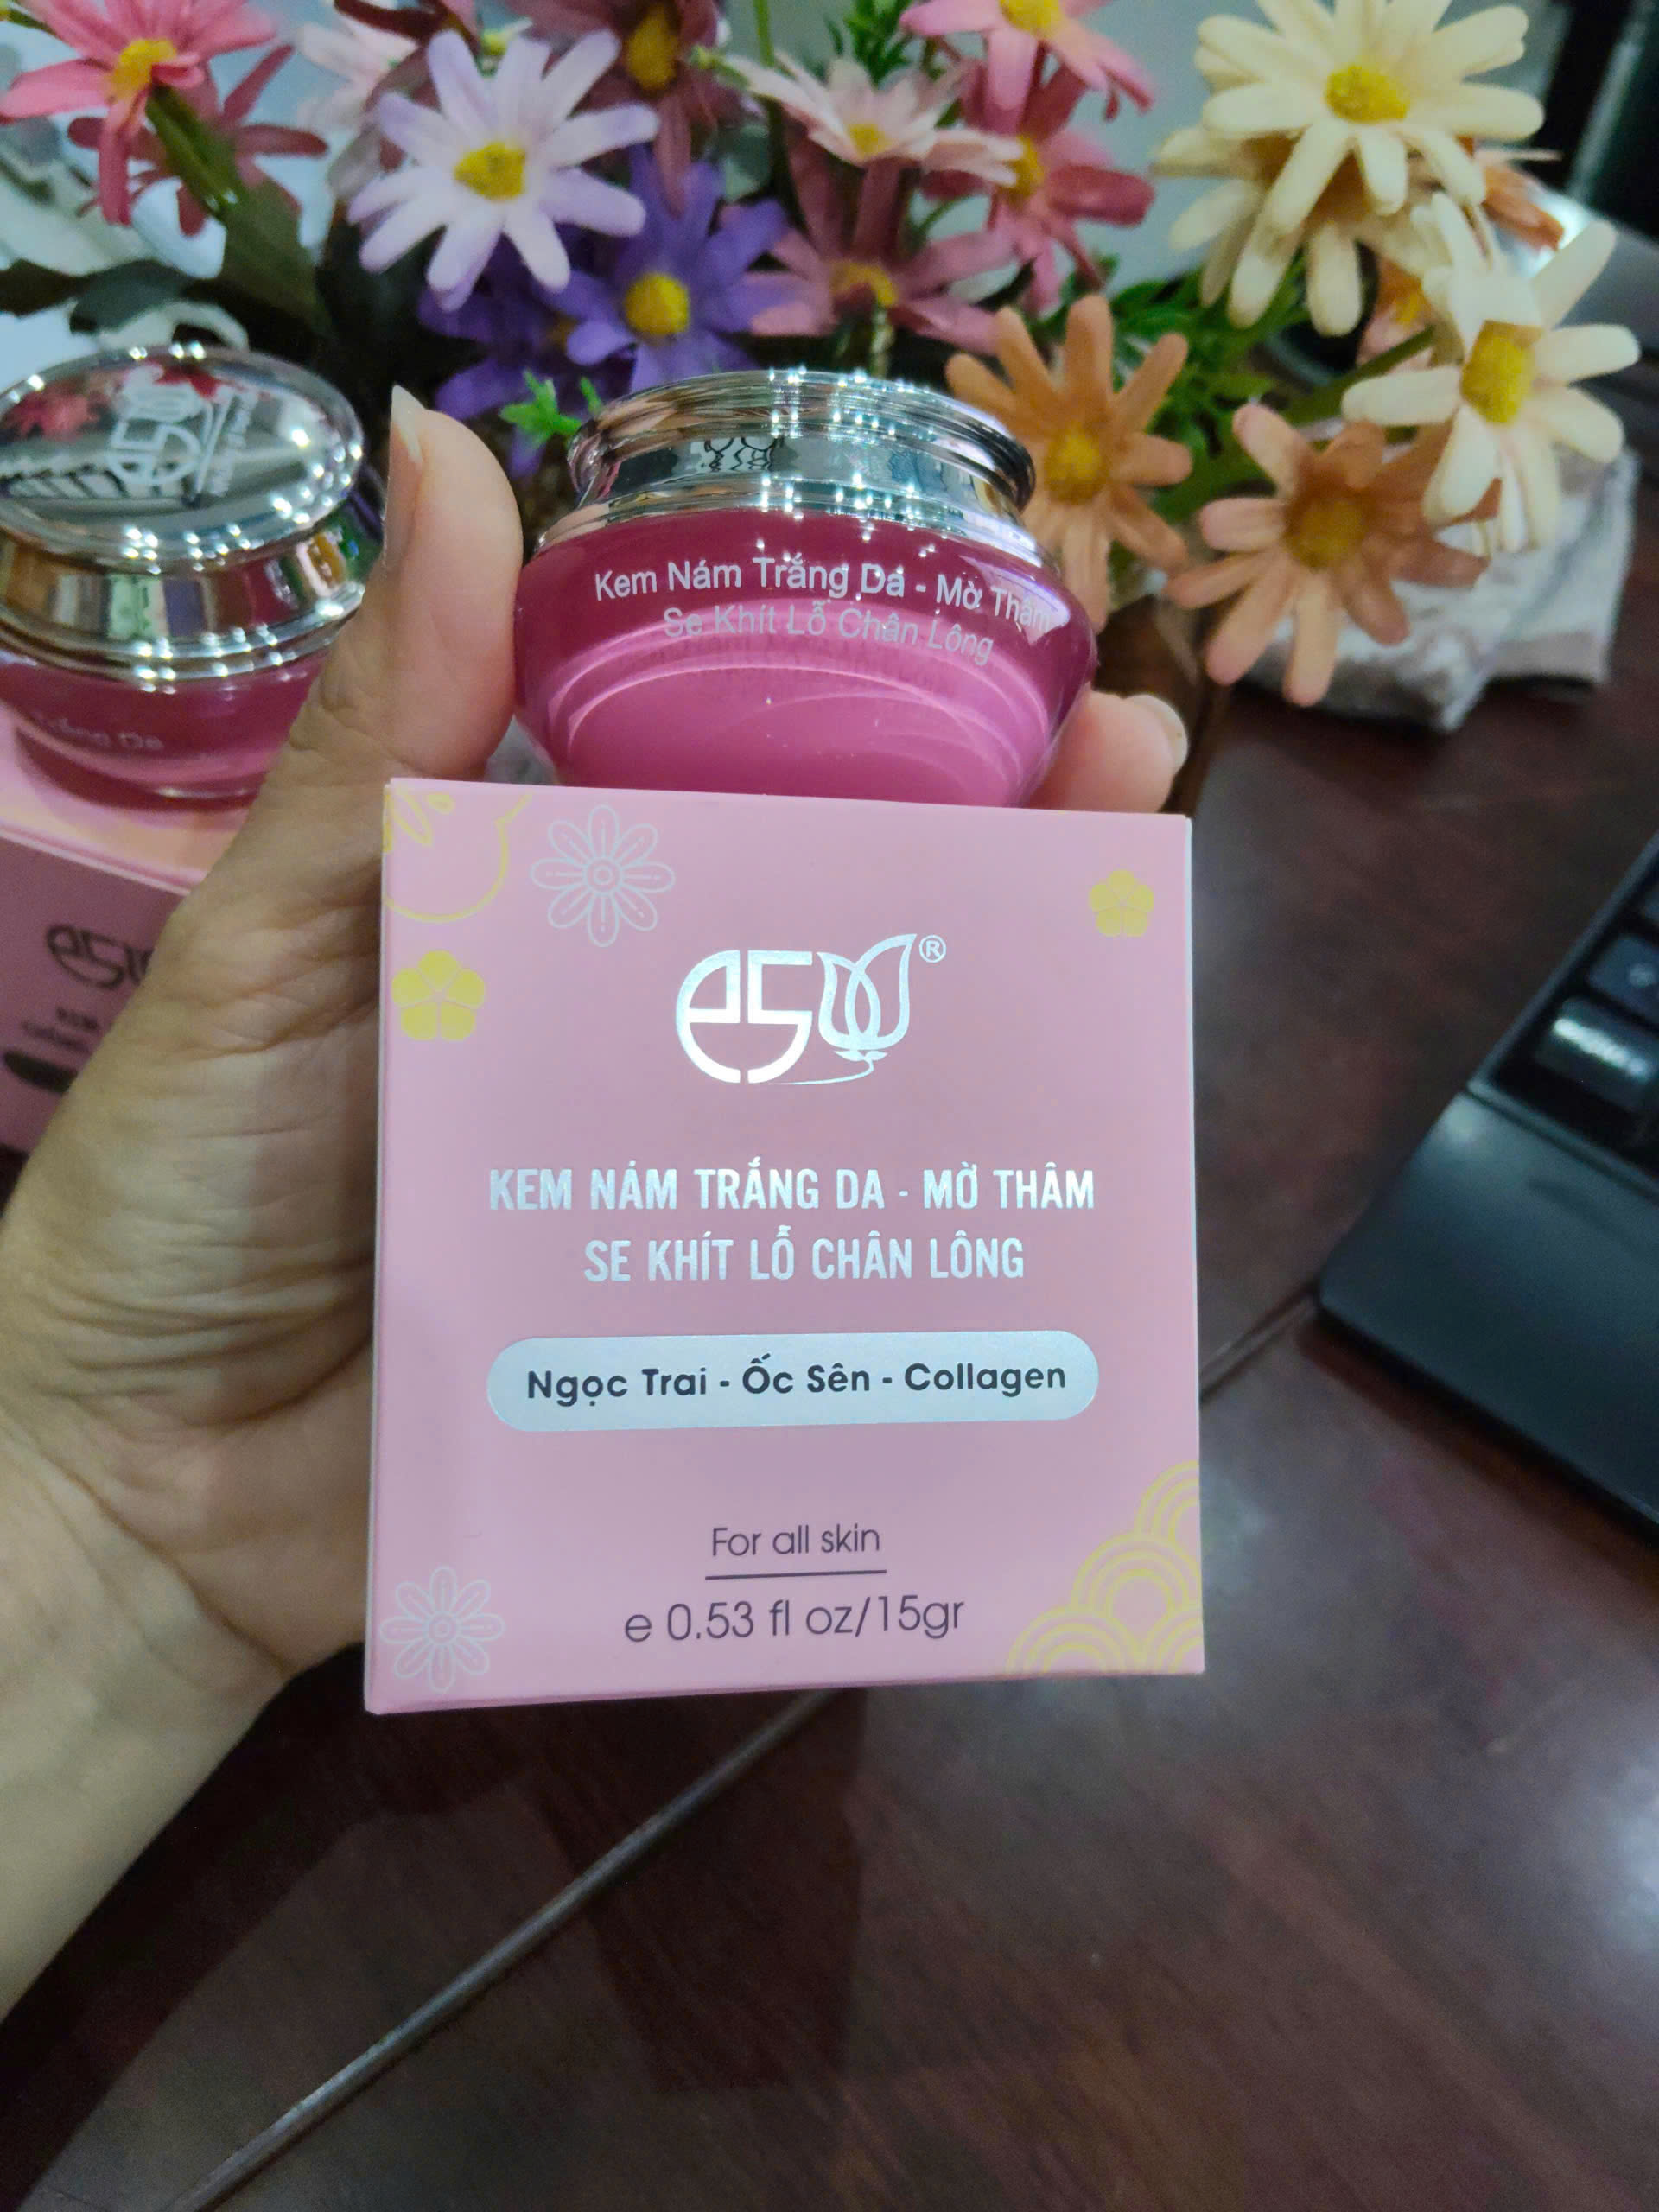 Kem Nám Trắng Da - Mờ Thâm
Se Khít Lỗ Chân Lông
es
®
KEM NÁM TRẮNG DA - MỜ THÂM
SE KHÍT LỖ CHÂN LÔNG
Ngọc Trai - Ốc Sên - Collagen
For all skin
e 0.53 fl oz/15gr